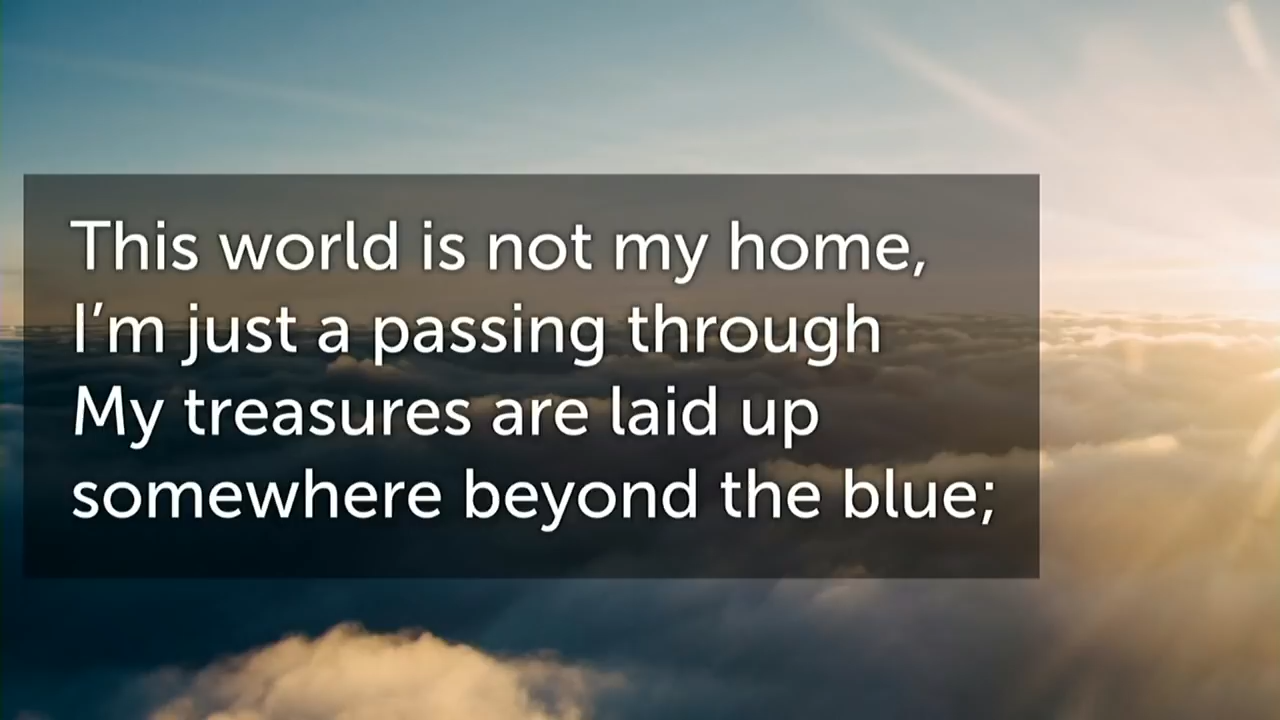 This world is not my home,
I’m just a passing through
My treasures are laid up
somewhere beyond the blue;